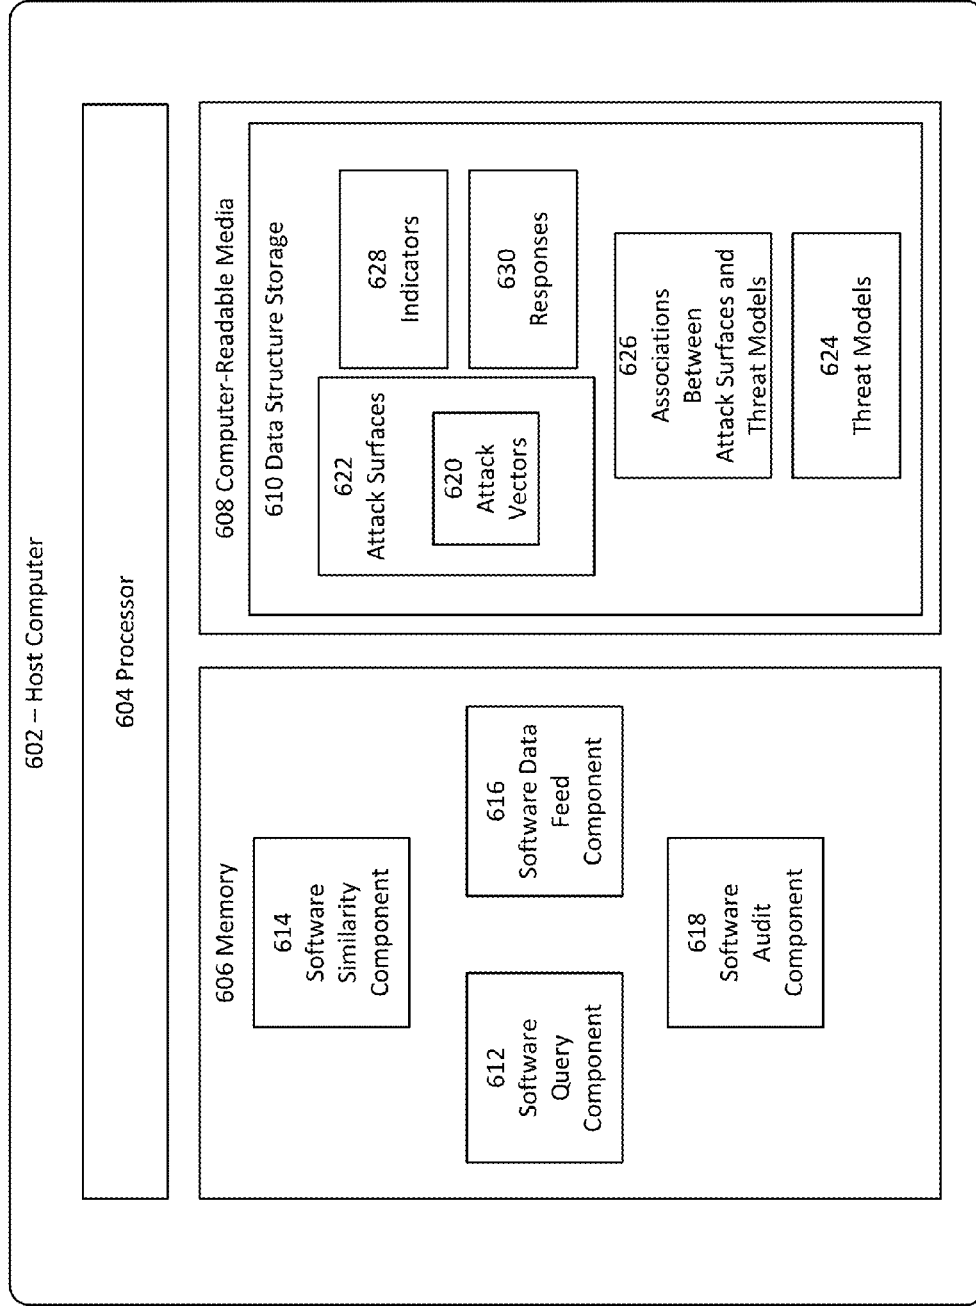 602 – Host Computer
604 Processor
606 Memory
614
Software
Similarity
Component
612
Software
Query
Component
616
Software Data
Feed
Component
618
Software
Audit
Component
608 Computer-Readable Media
610 Data Structure Storage
622
Attack Surfaces
620
Attack
Vectors
628
Indicators
630
Responses
626
Associations
Between
Attack Surfaces and
Threat Models
624
Threat Models